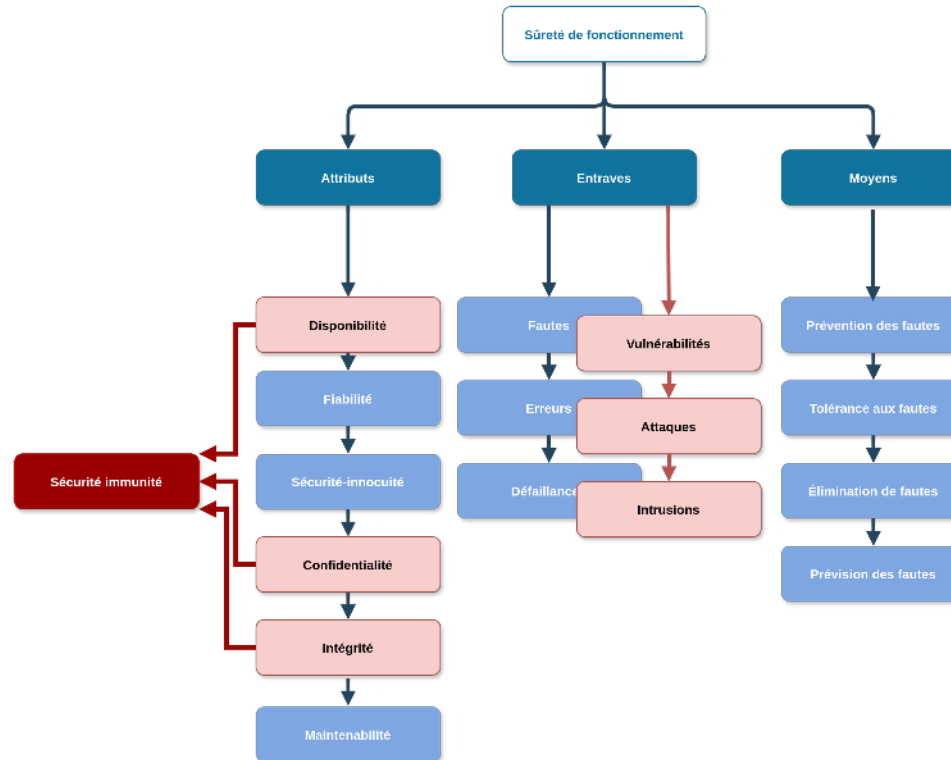 Sûreté de fonctionnement
Attributs
Entraves
Moyens
Disponibilité
Fiabilité
Sécurité-innocuité
Confidentialité
Intégrité
Maintenabilité
Sécurité immunité
Fautes
Erreurs
Défaillance
Vulnérabilités
Attaques
Intrusions
Prévention des fautes
Tolérance aux fautes
Élimination de fautes
Prévision des fautes